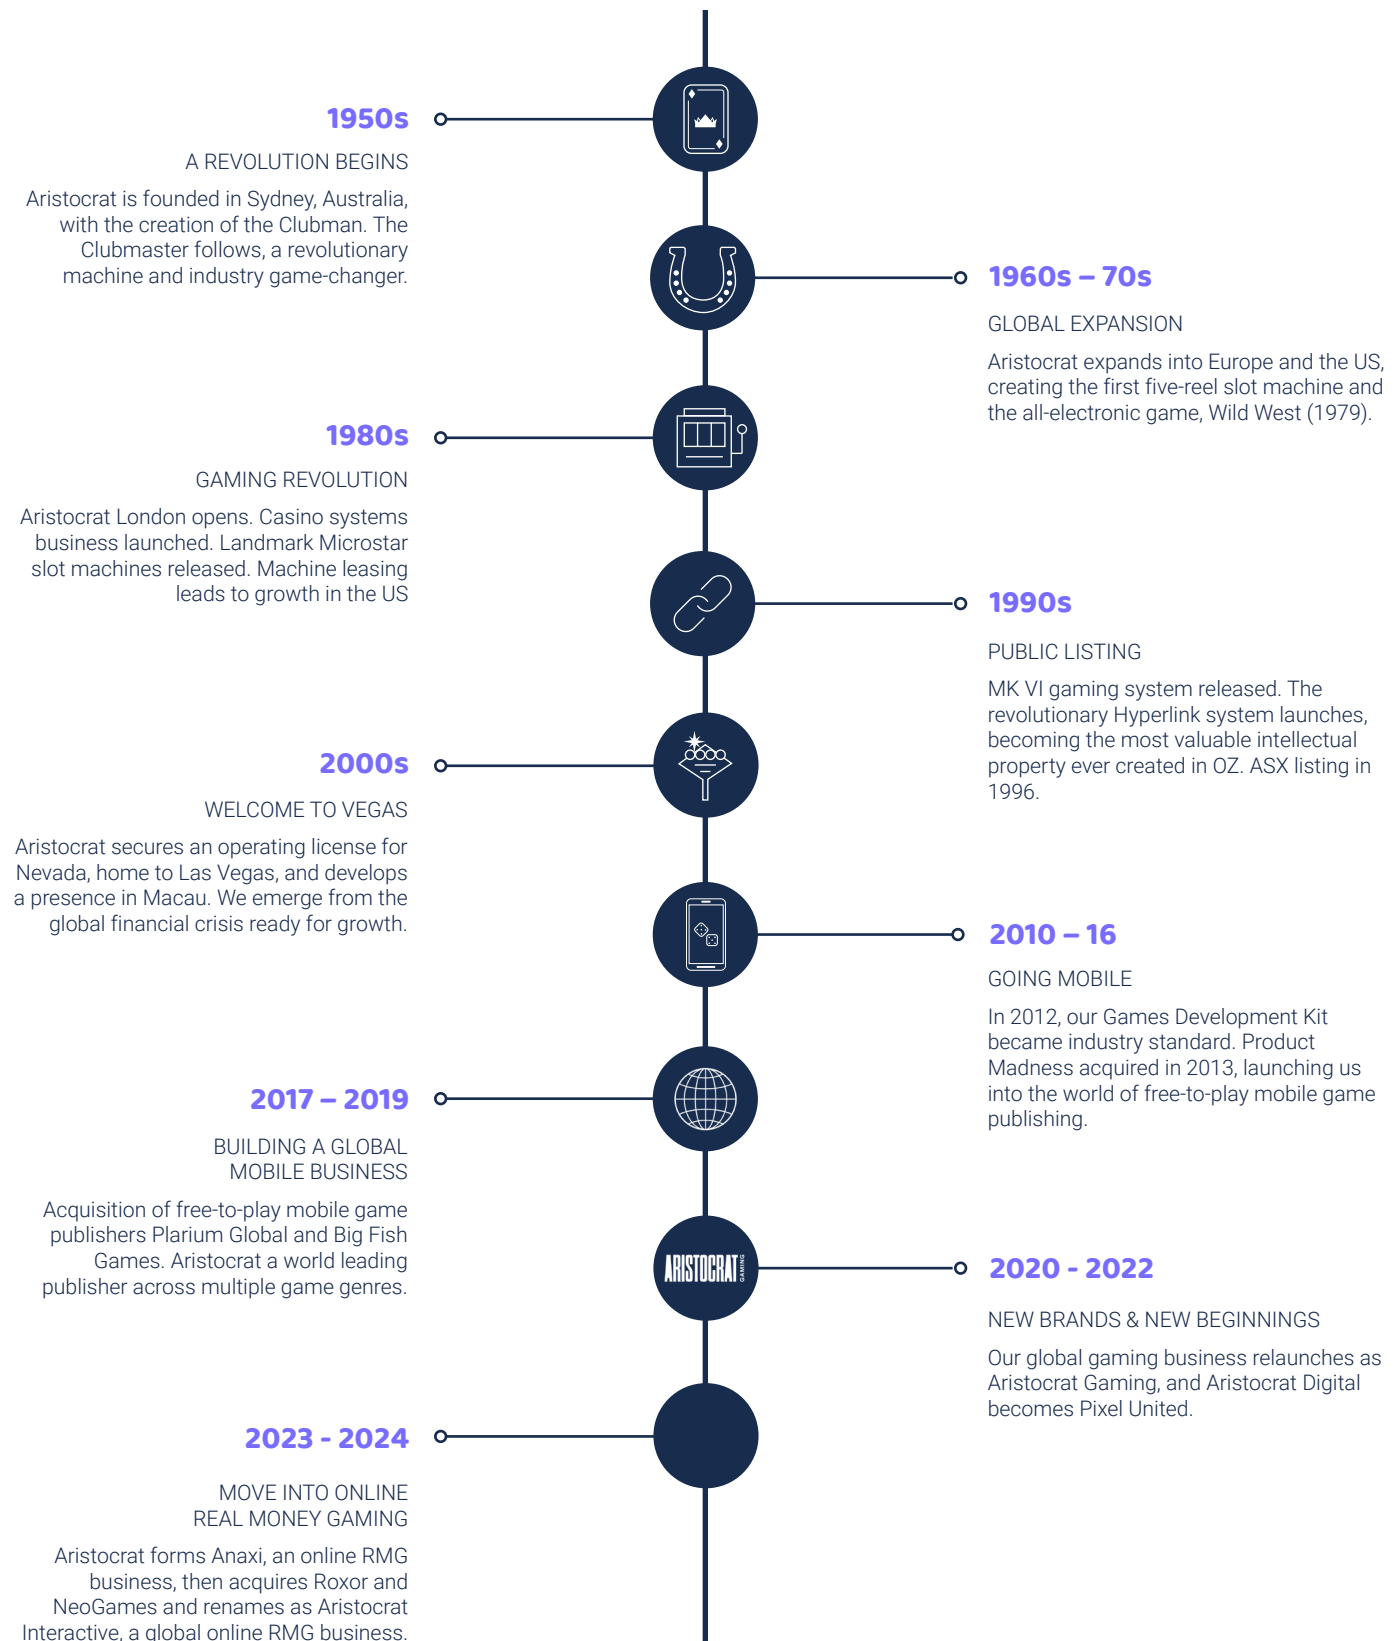 1950s
A REVOLUTION BEGINS
Aristocrat is founded in Sydney, Australia,
with the creation of the Clubman. The
Clubmaster follows, a revolutionary
machine and industry game-changer.
1960s – 70s
GLOBAL EXPANSION
Aristocrat expands into Europe and the US,
creating the first five-reel slot machine and
the all-electronic game, Wild West (1979).
1980s
GAMING REVOLUTION
Aristocrat London opens. Casino systems
business launched. Landmark Microstar
slot machines released. Machine leasing
leads to growth in the US
1990s
PUBLIC LISTING
MK VI gaming system released. The
revolutionary Hyperlink system launches,
becoming the most valuable intellectual
property ever created in OZ. ASX listing in
1996.
2000s
WELCOME TO VEGAS
Aristocrat secures an operating license for
Nevada, home to Las Vegas, and develops
a presence in Macau. We emerge from the
global financial crisis ready for growth.
2010 – 16
GOING MOBILE
In 2012, our Games Development Kit
became industry standard. Product
Madness acquired in 2013, launching us
into the world of free-to-play mobile game
publishing.
2017 – 2019
BUILDING A GLOBAL
MOBILE BUSINESS
Acquisition of free-to-play mobile game
publishers Plarium Global and Big Fish
Games. Aristocrat a world leading
publisher across multiple game genres.
ARISTOCRAT GAMING
2020 - 2022
NEW BRANDS & NEW BEGINNINGS
Our global gaming business relaunches as
Aristocrat Gaming, and Aristocrat Digital
becomes Pixel United.
2023 - 2024
MOVE INTO ONLINE
REAL MONEY GAMING
Aristocrat forms Anaxi, an online RMG
business, then acquires Roxor and
NeoGames and renames as Aristocrat
Interactive, a global online RMG business.